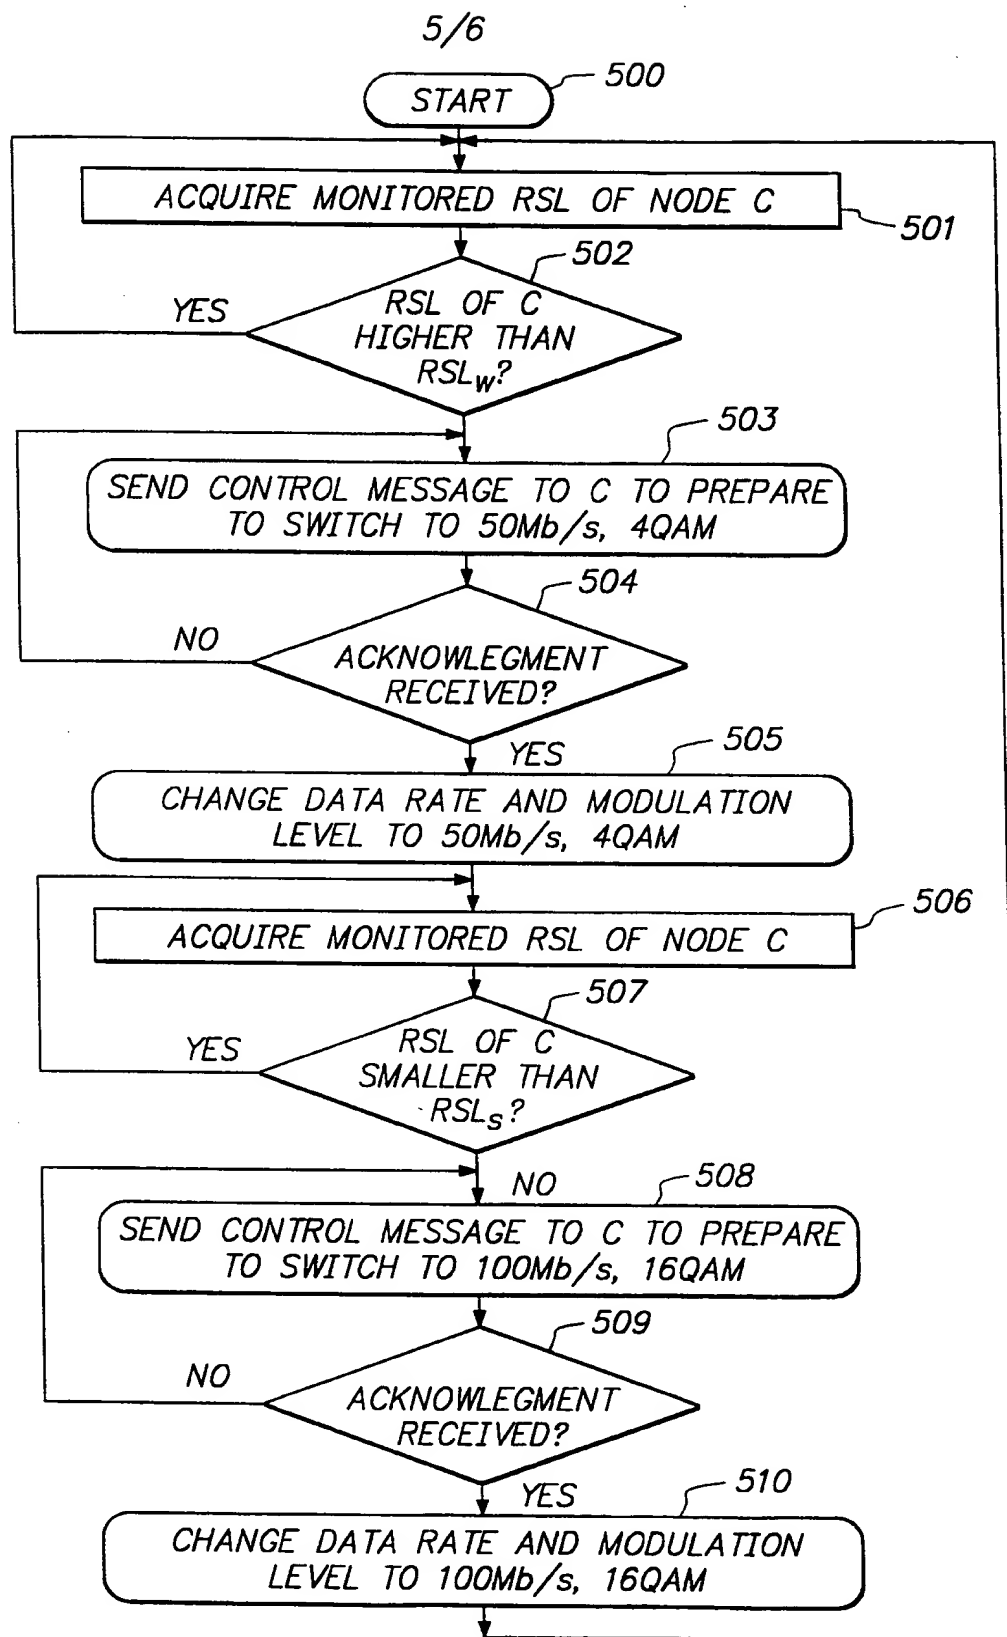 5/6
500
START
ACQUIRE MONITORED RSL OF NODE C
501
502
YES
RSL OF C
HIGHER THAN
RSLw?
503
SEND CONTROL MESSAGE TO C TO PREPARE
TO SWITCH TO 50Mb/s, 4QAM
504
NO
ACKNOWLEGMENT
RECEIVED?
YES
505
CHANGE DATA RATE AND MODULATION
LEVEL TO 50Mb/s, 4QAM
506
ACQUIRE MONITORED RSL OF NODE C
507
YES
RSL OF C
SMALLER THAN
RSLs?
NO
508
SEND CONTROL MESSAGE TO C TO PREPARE
TO SWITCH TO 100Mb/s, 16QAM
509
NO
ACKNOWLEGMENT
RECEIVED?
YES
510
CHANGE DATA RATE AND MODULATION
LEVEL TO 100Mb/s, 16QAM